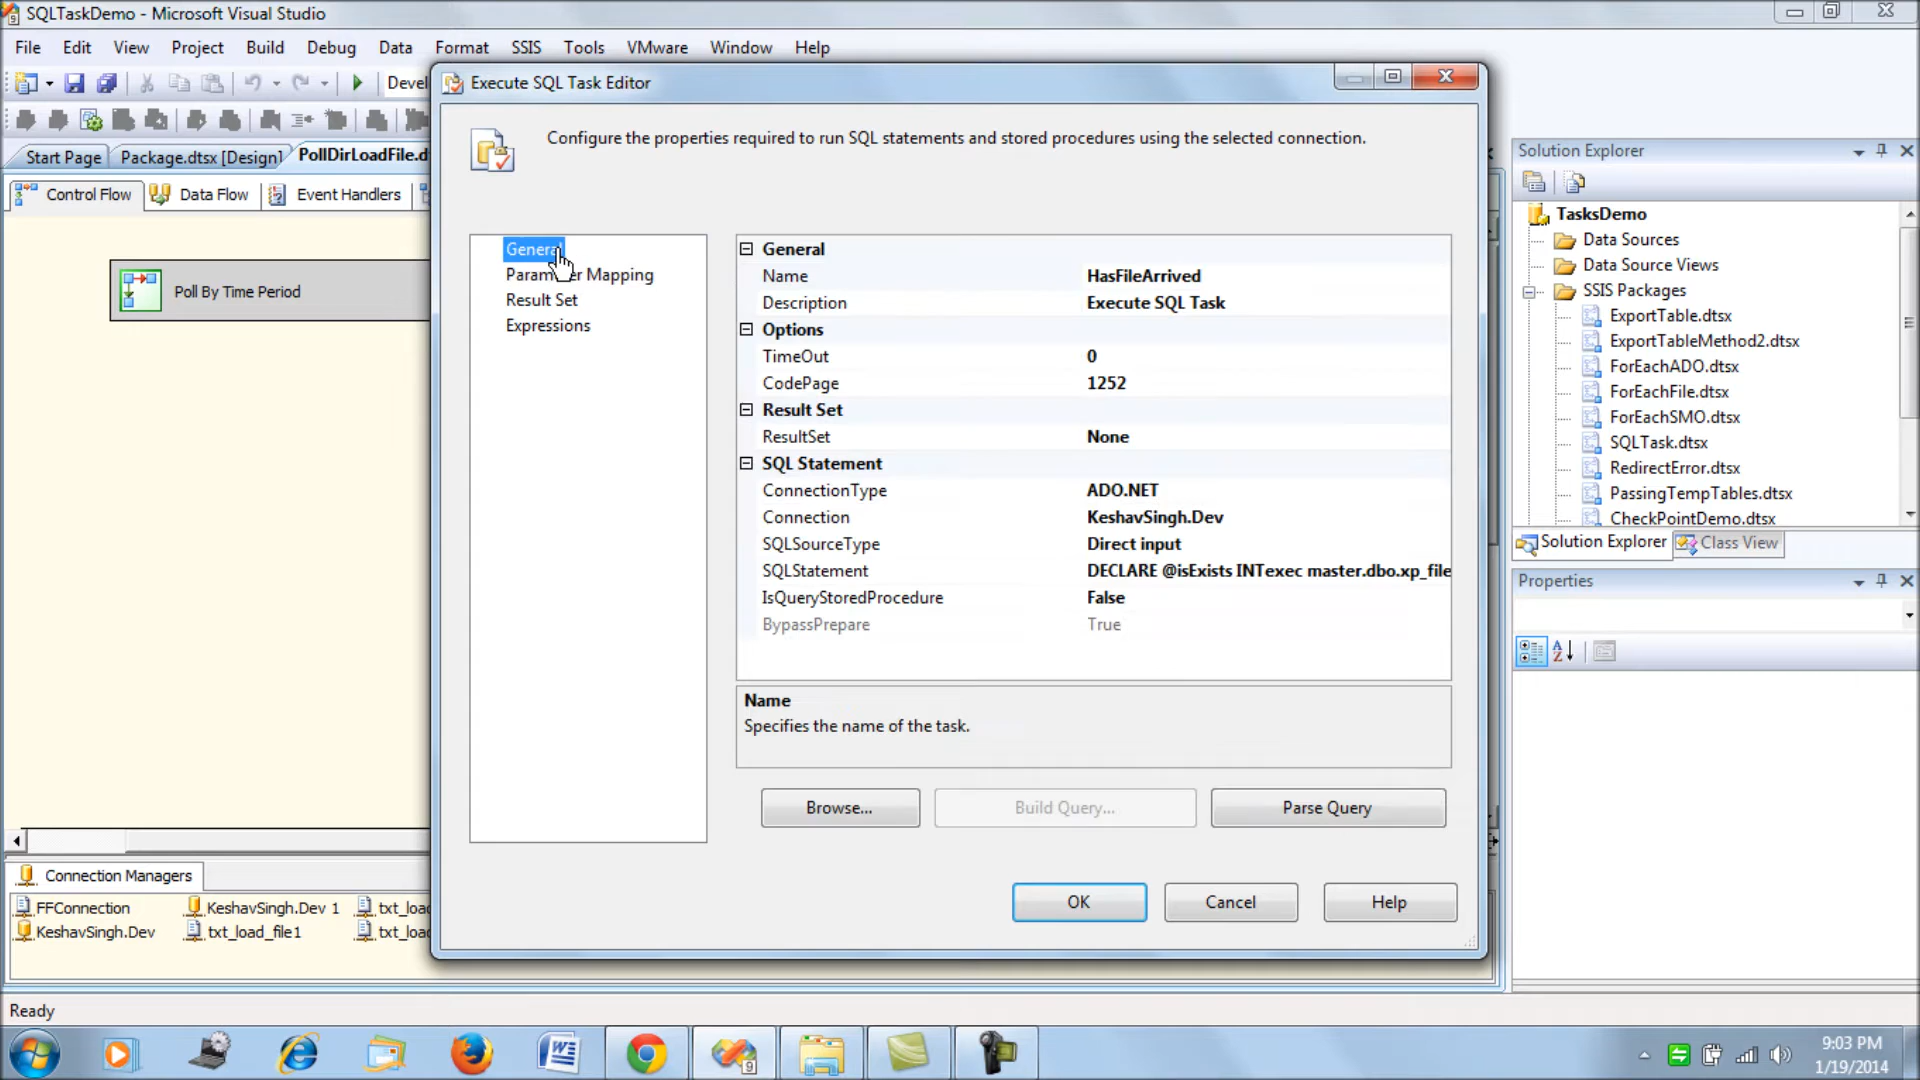 SQLTaskDemo - Microsoft Visual Studio
File Edit View Project Build Debug Data Format SSIS Tools VMware Window Help
Devel
Start Page Package.dtsx [Design] PollDirLoadFile.d
Control Flow Data Flow Event Handlers
Poll By Time Period
Execute SQL Task Editor
Configure the properties required to run SQL statements and stored procedures using the selected connection.
General
Parameter Mapping
Result Set
Expressions
General
Name HasFileArrived
Description Execute SQL Task
Options
TimeOut 0
CodePage 1252
Result Set
ResultSet None
SQL Statement
ConnectionType ADO.NET
Connection KeshavSingh.Dev
SQLSourceType Direct input
SQLStatement DECLARE @isExists INTexec master.dbo.xp_file
IsQueryStoredProcedure False
BypassPrepare True
Name
Specifies the name of the task.
Browse... Build Query... Parse Query
OK Cancel Help
Solution Explorer
TasksDemo
Data Sources
Data Source Views
SSIS Packages
ExportTable.dtsx
ExportTableMethod2.dtsx
ForEachADO.dtsx
ForEachFile.dtsx
ForEachSMO.dtsx
SQLTask.dtsx
RedirectError.dtsx
PassingTempTables.dtsx
CheckPointDemo.dtsx
Solution Explorer Class View
Properties
Connection Managers
FFConnection KeshavSingh.Dev 1 txt_loa
KeshavSingh.Dev txt_load_file1 txt_loa
Ready
9:03 PM
1/19/2014